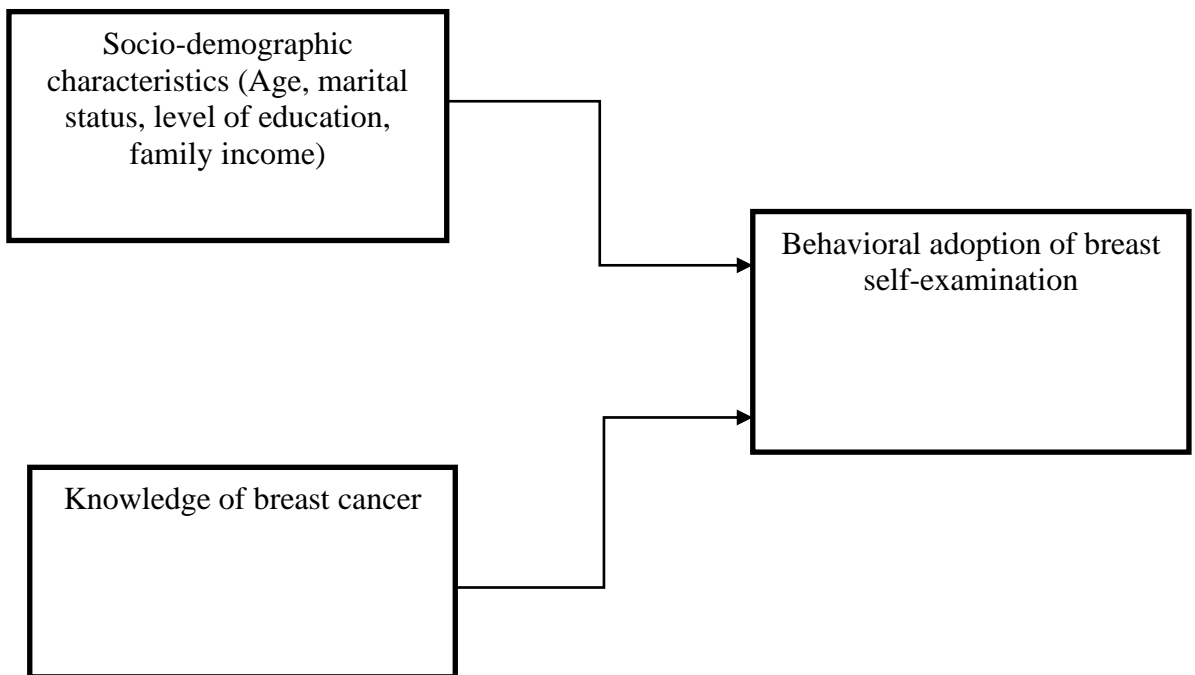 Socio-demographic
characteristics (Age, marital
status, level of education,
family income)
Behavioral adoption of breast
self-examination
Knowledge of breast cancer